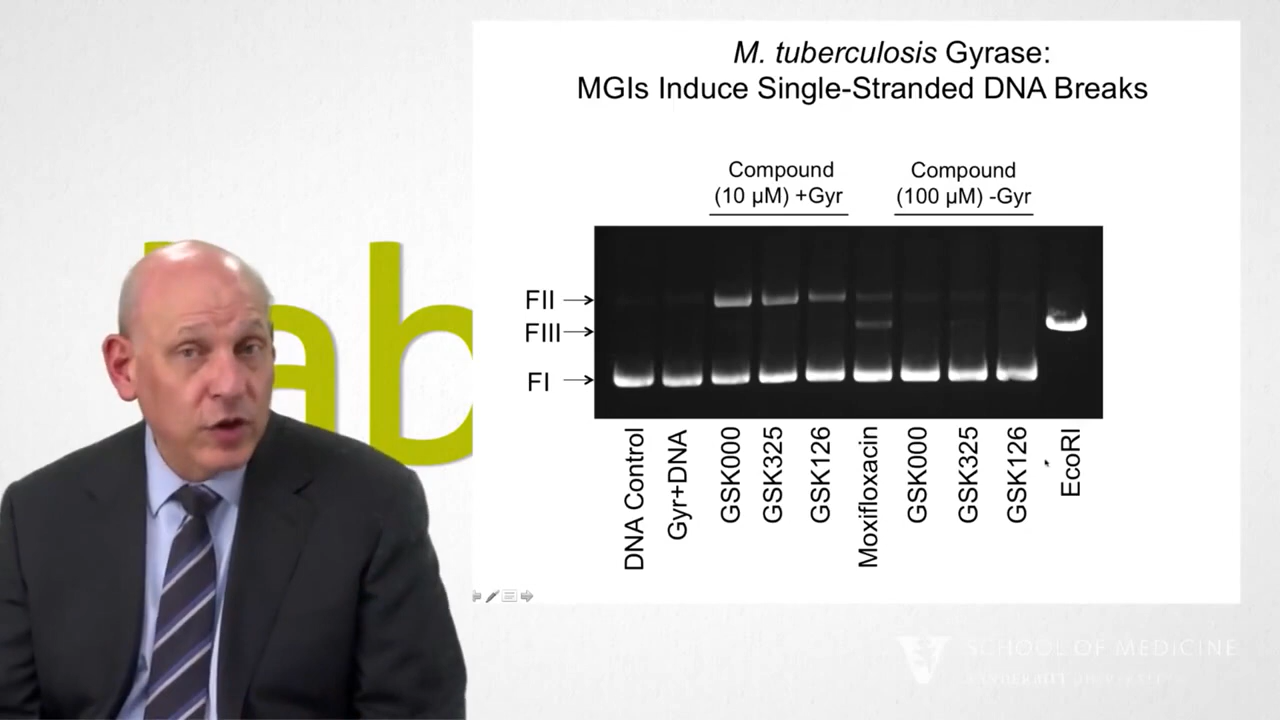 M. tuberculosis Gyrase:
MGIs Induce Single-Stranded DNA Breaks
Compound
(10 µM) +Gyr
Compound
(100 µM) -Gyr
FII
FIII
FI
DNA Control
Gyr+DNA
GSK000
GSK325
GSK126
Moxifloxacin
GSK000
GSK325
GSK126
EcoRI
ab
SCHOOL OF MEDICINE